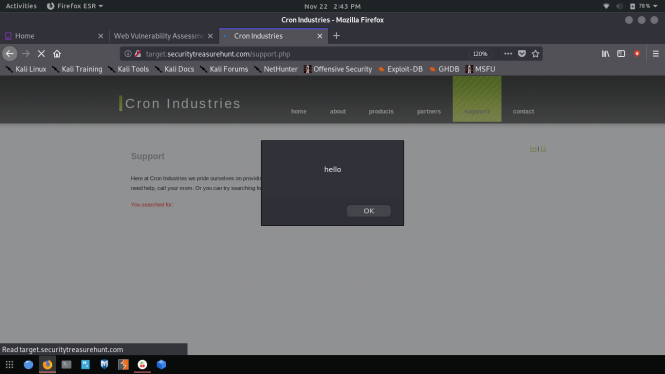 Activities Firefox ESR Nov 22 2:43 PM 78 %
Cron Industries - Mozilla Firefox
Home Web Vulnerability Assessm Cron Industries
target.securitytreasurehunt.com/support.php 120%
Kali Linux Kali Training Kali Tools Kali Docs Kali Forums NetHunter Offensive Security Exploit-DB GHDB MSFU
Cron Industries
home about products partners support contact
hello
OK
Support
Here at Cron Industries we pride ourselves on providi
need help, call your mom. Or you can try searching fr
You searched for:
Read target.securitytreasurehunt.com